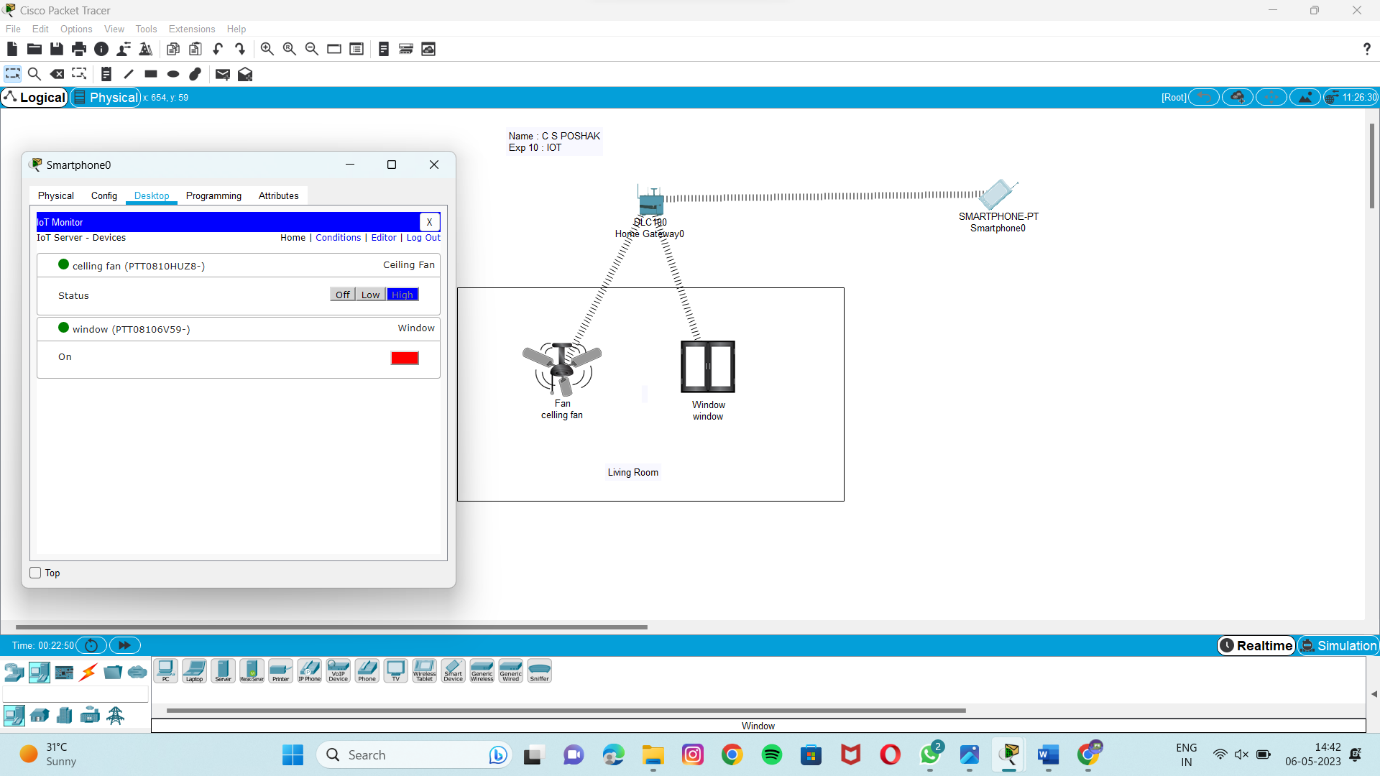 Cisco Packet Tracer
File Edit Options View Tools Extensions Help
?
Logical Physical x: 654, y: 59 [Root] 11:26:30
Name : C S POSHAK
Exp 10 : IOT
Smartphone0
Physical Config Desktop Programming Attributes
IoT Monitor X
IoT Server - Devices Home | Conditions | Editor | Log Out
celling fan (PTT0810HUZ8-) Ceiling Fan
Status Off Low High
window (PTT08106V59-) Window
On
Top
DLC100
Home Gateway0
SMARTPHONE-PT
Smartphone0
Fan
celling fan
Window
window
Living Room
Time: 00:22:50 Realtime Simulation
PC Laptop Server Printer IP Phone VoIP Device Phone TV Wireless Tablet Smart Device Generic Wireless Generic Wired Sniffer
Window
31°C
Sunny
Search
2
ENG
IN
14:42
06-05-2023